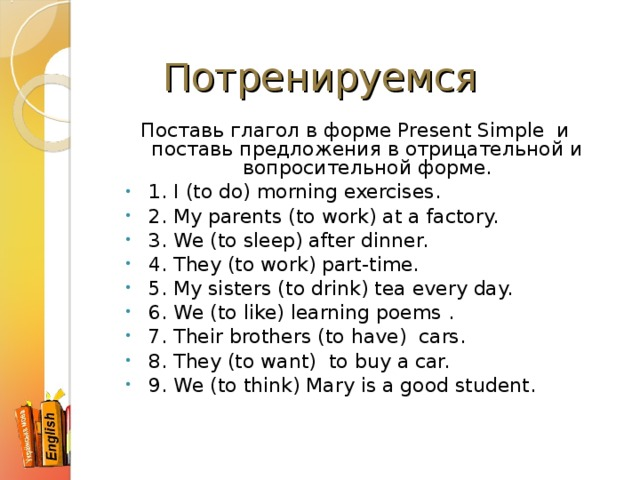 Потренируемся
Поставь глагол в форме Present Simple и
поставь предложения в отрицательной и
вопросительной форме.
• 1. I (to do) morning exercises.
• 2. My parents (to work) at a factory.
• 3. We (to sleep) after dinner.
• 4. They (to work) part-time.
• 5. My sisters (to drink) tea every day.
• 6. We (to like) learning poems .
• 7. Their brothers (to have) cars.
• 8. They (to want) to buy a car.
• 9. We (to think) Mary is a good student.
Українська мова
English